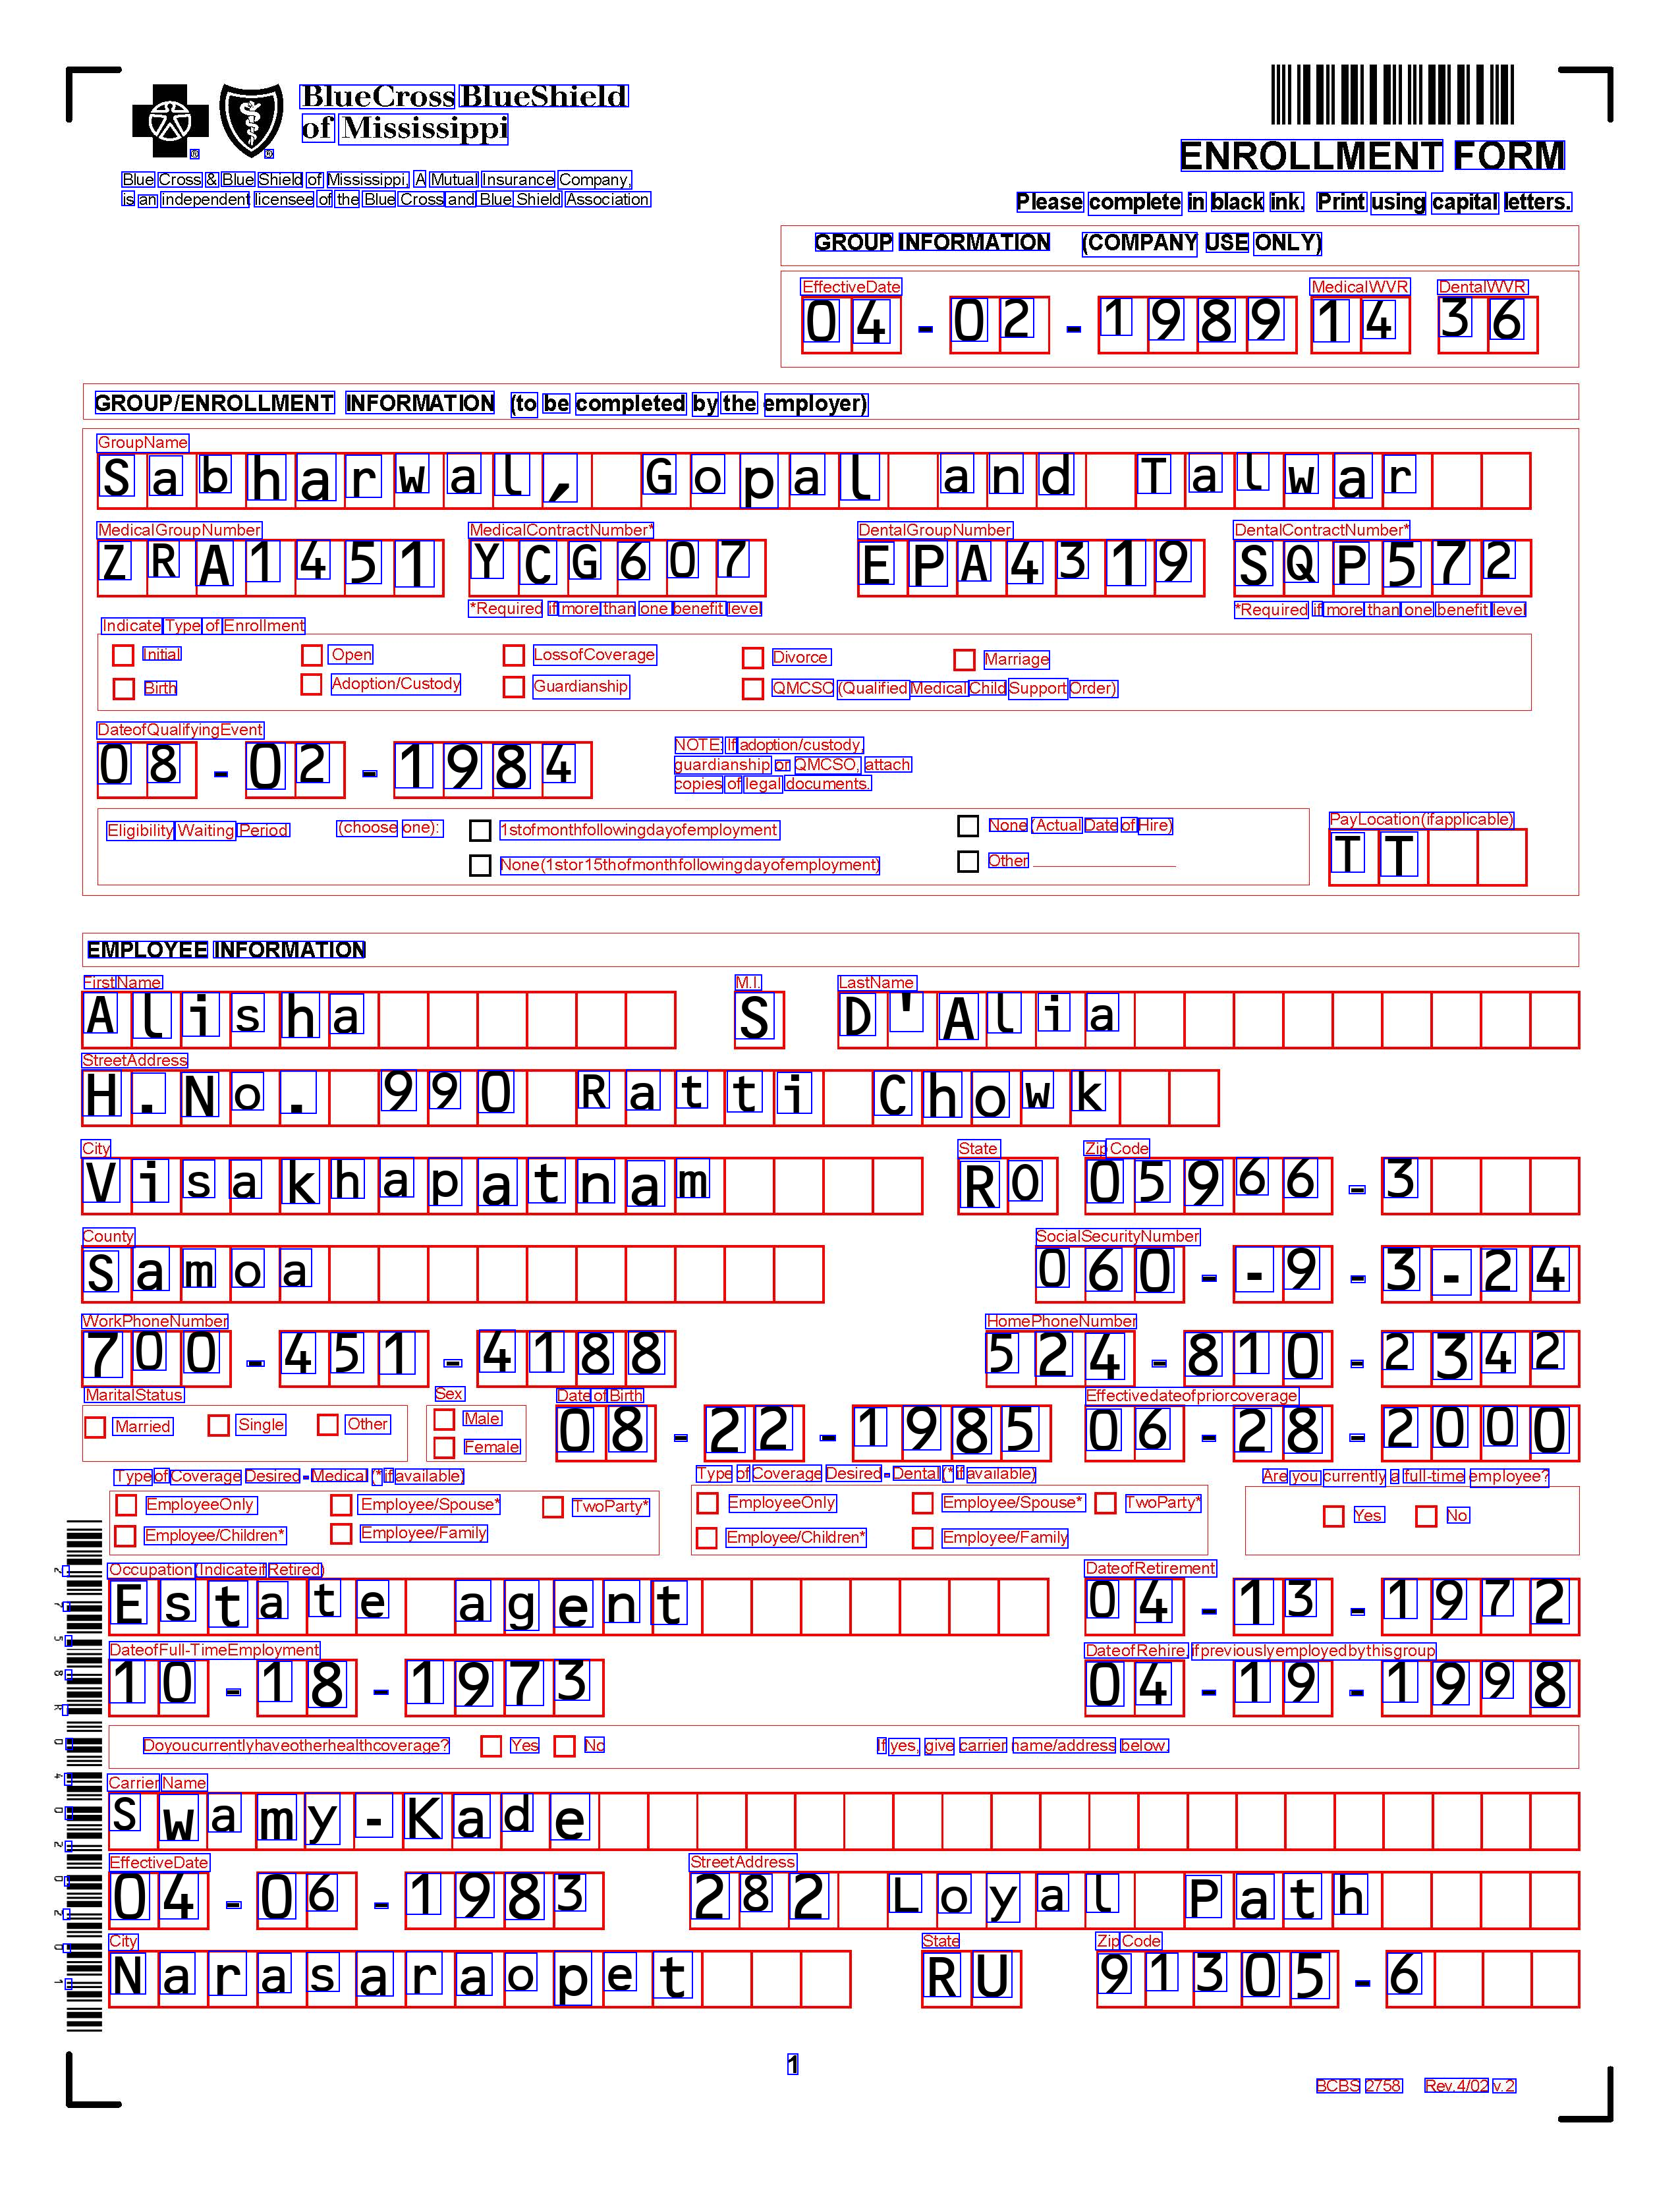 BlueCross BlueShield
of Mississippi
® ®
Blue Cross & Blue Shield of Mississippi, A Mutual Insurance Company,
is an independent licensee of the Blue Cross and Blue Shield Association
ENROLLMENT FORM
Please complete in black ink. Print using capital letters.
GROUP INFORMATION (COMPANY USE ONLY)
EffectiveDate MedicalWVR DentalWVR
04 - 02 - 1989 14 36
GROUP/ENROLLMENT INFORMATION (to be completed by the employer)
GroupName
Sabharwal, Gopal and Talwar
MedicalGroupNumber MedicalContractNumber* DentalGroupNumber DentalContractNumber*
ZRA1451 YCG607 EPA4319 SQP572
*Required if more than one benefit level *Required if more than one benefit level
Indicate Type of Enrollment
Initial Open LossofCoverage Divorce Marriage
Birth Adoption/Custody Guardianship QMCSO (Qualified Medical Child Support Order)
DateofQualifyingEvent
08 - 02 - 1984
NOTE: If adoption/custody,
guardianship or QMCSO, attach
copies of legal documents.
Eligibility Waiting Period (choose one): 1stofmonthfollowingdayofemployment None (Actual Date of Hire)
None(1stor15thofmonthfollowingdayofemployment) Other
PayLocation(ifapplicable)
TT
EMPLOYEE INFORMATION
FirstName M.I. LastName
Alisha S D'Alia
StreetAddress
H.No. 990 Ratti Chowk
City State Zip Code
Visakhapatnam RO 05966 - 3
County SocialSecurityNumber
Samoa 060 - -9 - 3-24
WorkPhoneNumber HomePhoneNumber
700 - 451 - 4188 524 - 810 - 2342
MaritalStatus Sex Date of Birth Effectivedateofpriorcoverage
Married Single Other Male
Female
08 - 22 - 1985 06 - 28 - 2000
Type of Coverage Desired - Medical (* if available) Type of Coverage Desired - Dental (* if available) Are you currently a full-time employee?
EmployeeOnly Employee/Spouse* TwoParty* EmployeeOnly Employee/Spouse* TwoParty* Yes No
Employee/Children* Employee/Family Employee/Children* Employee/Family
Occupation (Indicateif Retired) DateofRetirement
Estate agent 04 - 13 - 1972
DateofFull-TimeEmployment DateofRehire, ifpreviouslyemployedbythisgroup
10 - 18 - 1973 04 - 19 - 1998
Doyoucurrentlyhaveotherhealthcoverage? Yes No If yes, give carrier name/address below.
Carrier Name
Swamy-Kade
EffectiveDate StreetAddress
04 - 06 - 1983 282 Loyal Path
City State Zip Code
Narasaraopet RU 91305 - 6
2758R0402D201
1
BCBS 2758 Rev.4/02 v.2